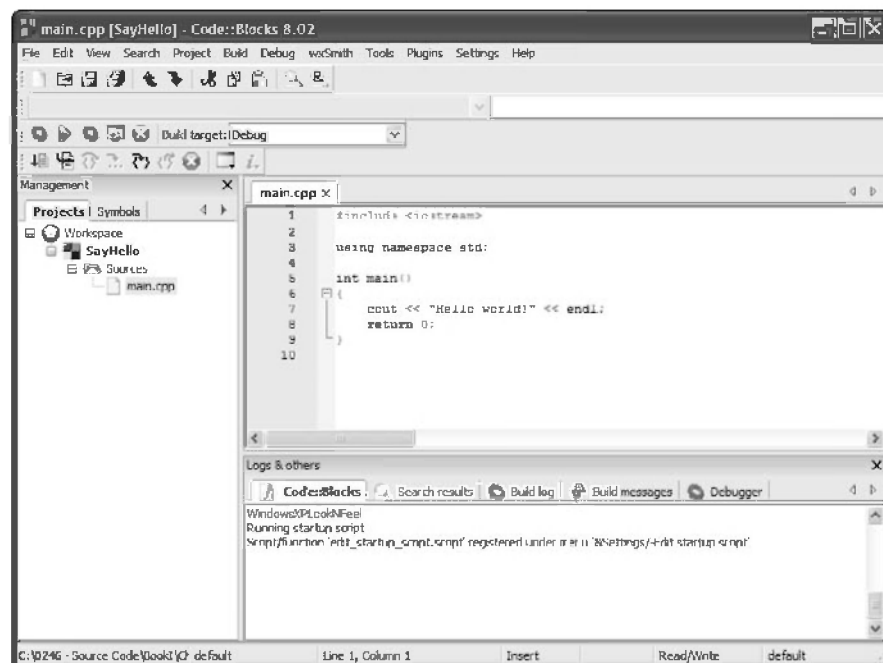 main.cpp [SayHello] - Code::Blocks 8.02
File Edit View Search Project Build Debug wxSmith Tools Plugins Settings Help
Build target: Debug
Management
main.cpp
Projects Symbols
Workspace
SayHello
Sources
main.cpp
1 #include <iostream>
2
3 using namespace std;
4
5 int main()
6 {
7 cout << "Hello world!" << endl;
8 return 0;
9 }
10
Logs & others
Code::Blocks Search results Build log Build messages Debugger
WindowsXPLookNFeel
Running startup script
Script/function 'edit_startup_script.script' registered under menu '&Settings/-Edit startup script'
C:\ - Source Code\BookI\ default Line 1, Column 1 Insert Read/Write default